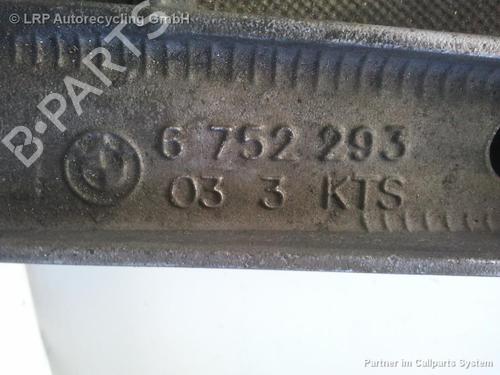 © LRP Autorecycling GmbH
B-PARTS
6 752 293
03 3 KTS
Partner im Callparts System